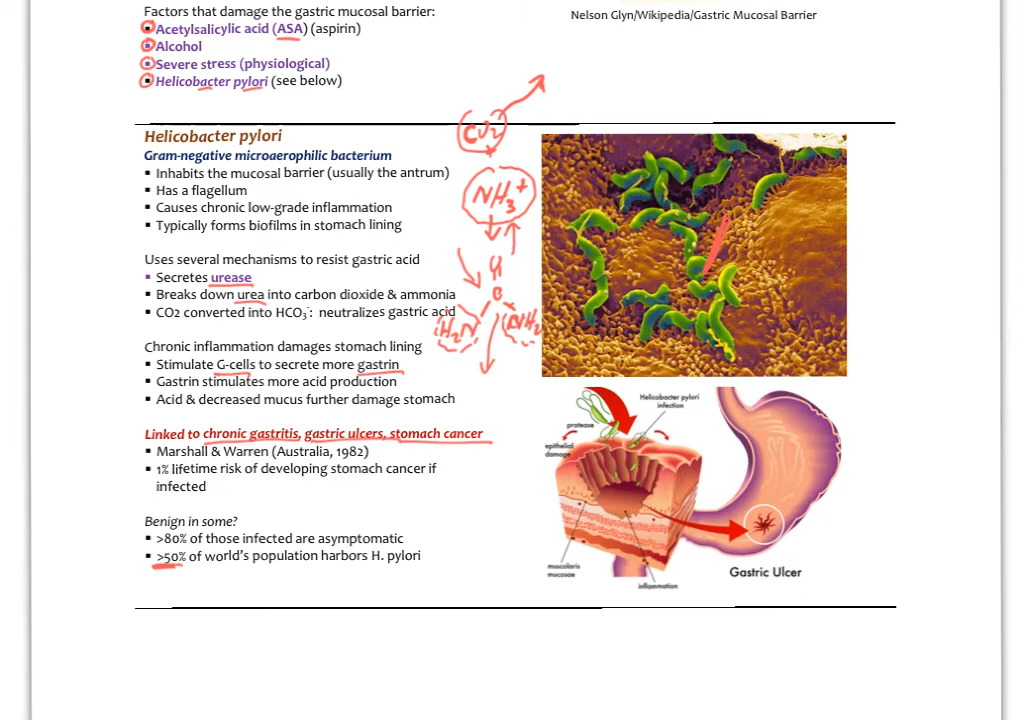 Factors that damage the gastric mucosal barrier:
▪ Acetylsalicylic acid (ASA) (aspirin)
▪ Alcohol
▪ Severe stress (physiological)
▪ Helicobacter pylori (see below)
Nelson Glyn/Wikipedia/Gastric Mucosal Barrier
Helicobacter pylori
Gram-negative microaerophilic bacterium
▪ Inhabits the mucosal barrier (usually the antrum)
▪ Has a flagellum
▪ Causes chronic low-grade inflammation
▪ Typically forms biofilms in stomach lining
Uses several mechanisms to resist gastric acid
▪ Secretes urease
▪ Breaks down urea into carbon dioxide & ammonia
▪ CO2 converted into HCO3-: neutralizes gastric acid
Chronic inflammation damages stomach lining
▪ Stimulate G-cells to secrete more gastrin
▪ Gastrin stimulates more acid production
▪ Acid & decreased mucus further damage stomach
Linked to chronic gastritis, gastric ulcers, stomach cancer
▪ Marshall & Warren (Australia, 1982)
▪ 1% lifetime risk of developing stomach cancer if
infected
Benign in some?
▪ >80% of those infected are asymptomatic
▪ >50% of world's population harbors H. pylori
CO2
+
NH3+
H2N
NH2
Helicobacter pylori
infection
protease
epithelial
damage
muscolaris
mucosae
inflammation
Gastric Ulcer